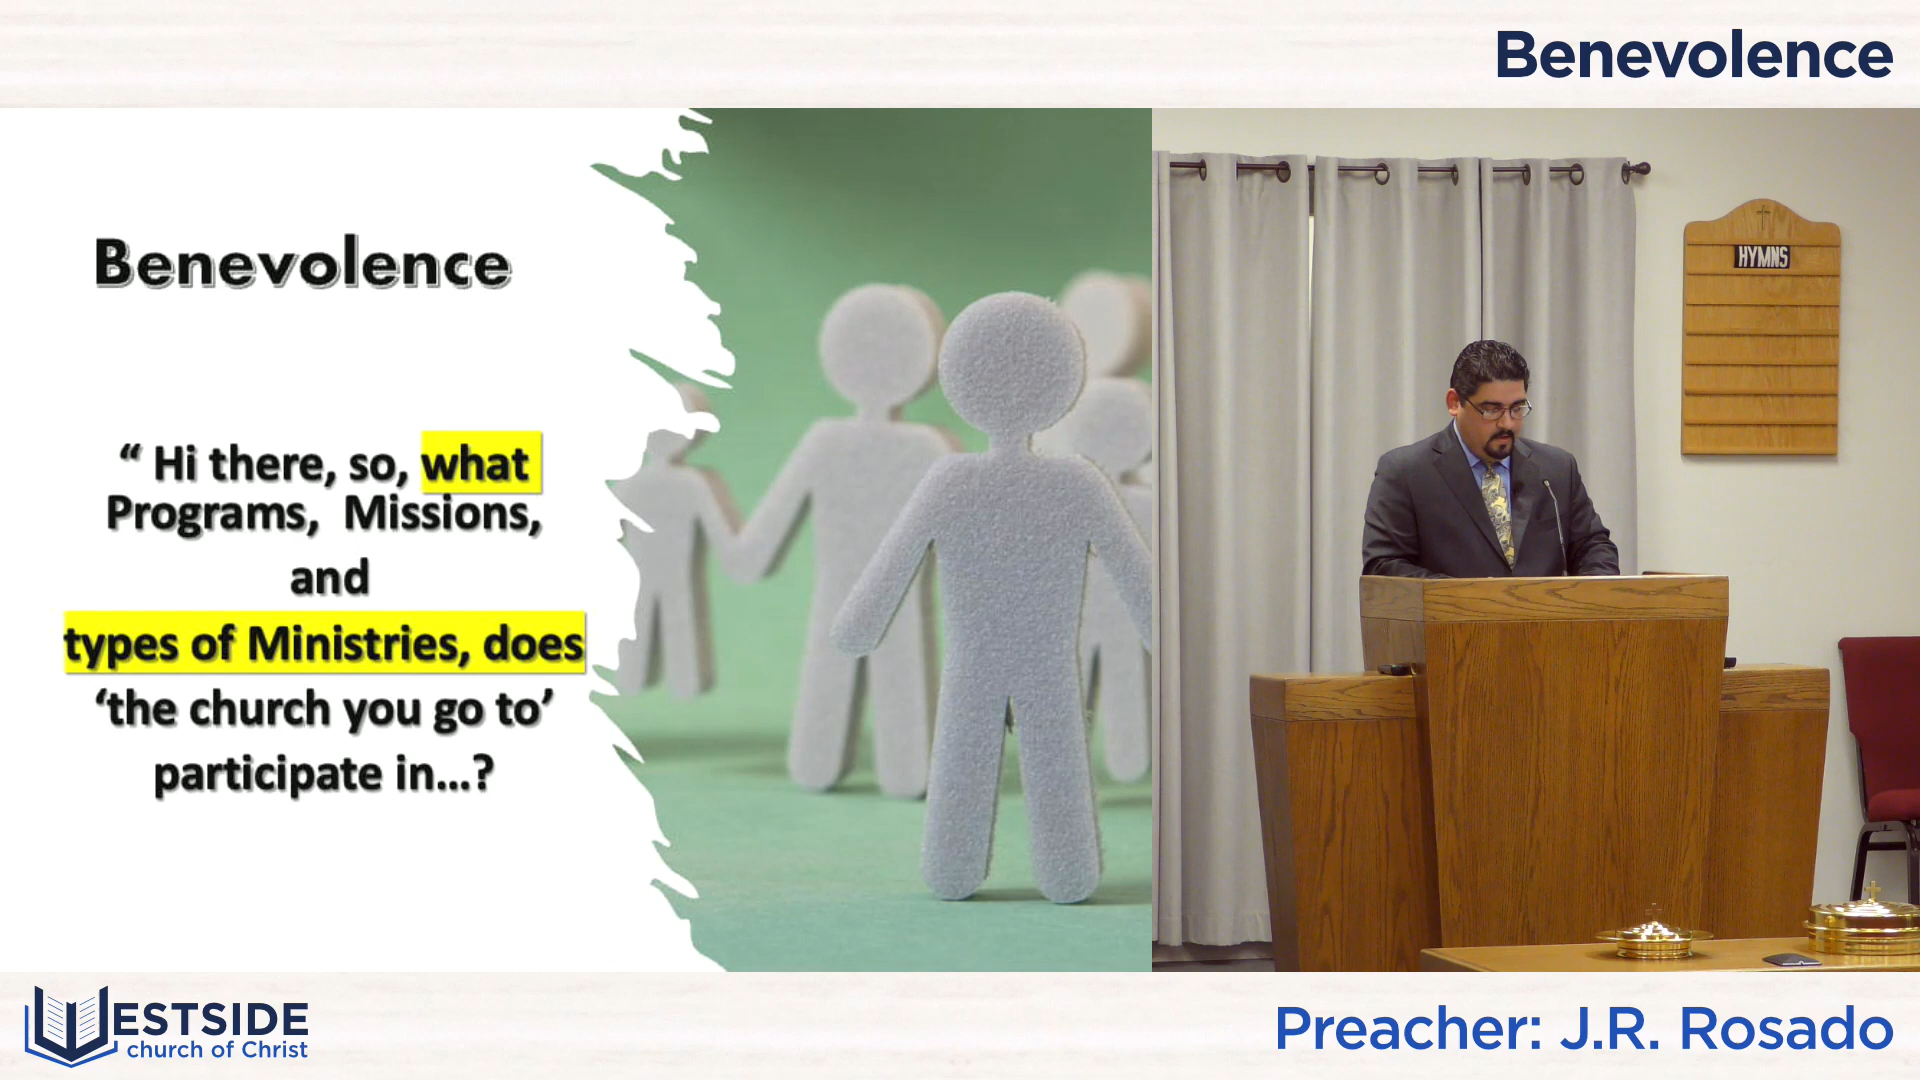 Benevolence
Benevolence
“ Hi there, so, what
Programs,  Missions,
and
types of Ministries, does
‘the church you go to’
participate in...?
HYMNS
WESTSIDE
church of Christ
Preacher: J.R. Rosado